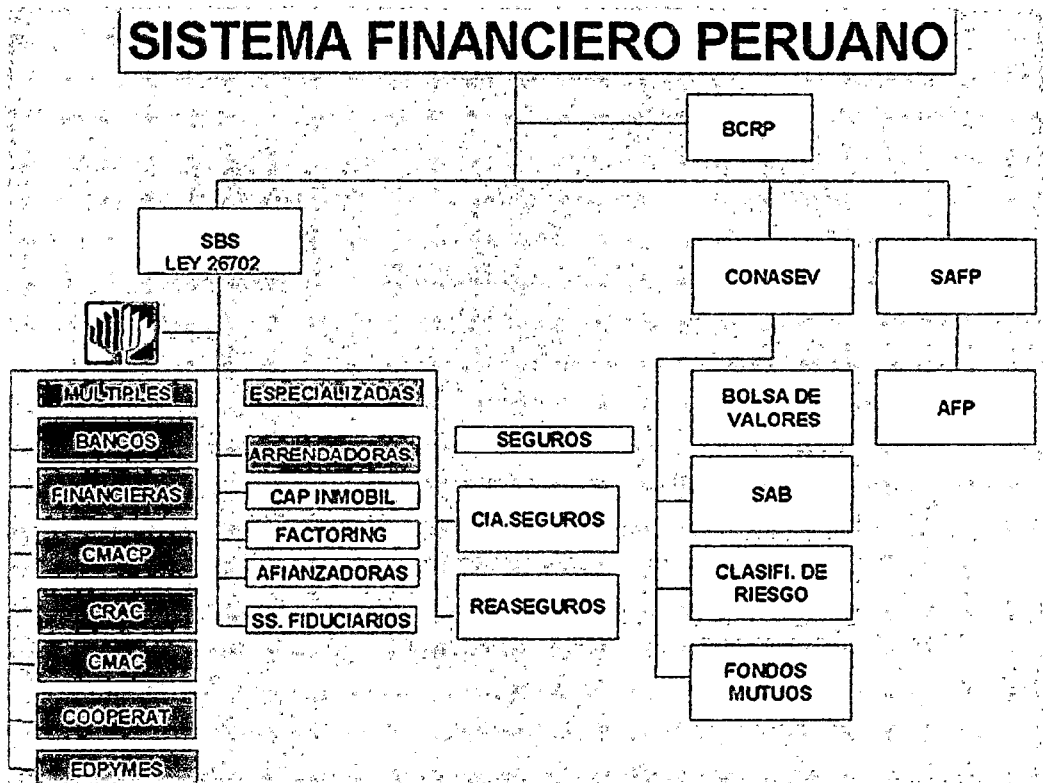 SISTEMA FINANCIERO PERUANO
BCRP
SBS
LEY 26702
CONASEV
SAFP
MULTIPLES
BANCOS
FINANCIERAS
CMACP
CRAC
CMAC
COOPERAT
EDPYMES
ESPECIALIZADAS
ARRENDADORAS
CAP INMOBIL
FACTORING
AFIANZADORAS
SS. FIDUCIARIOS
SEGUROS
CIA.SEGUROS
REASEGUROS
BOLSA DE
VALORES
SAB
CLASIFI. DE
RIESGO
FONDOS
MUTUOS
AFP